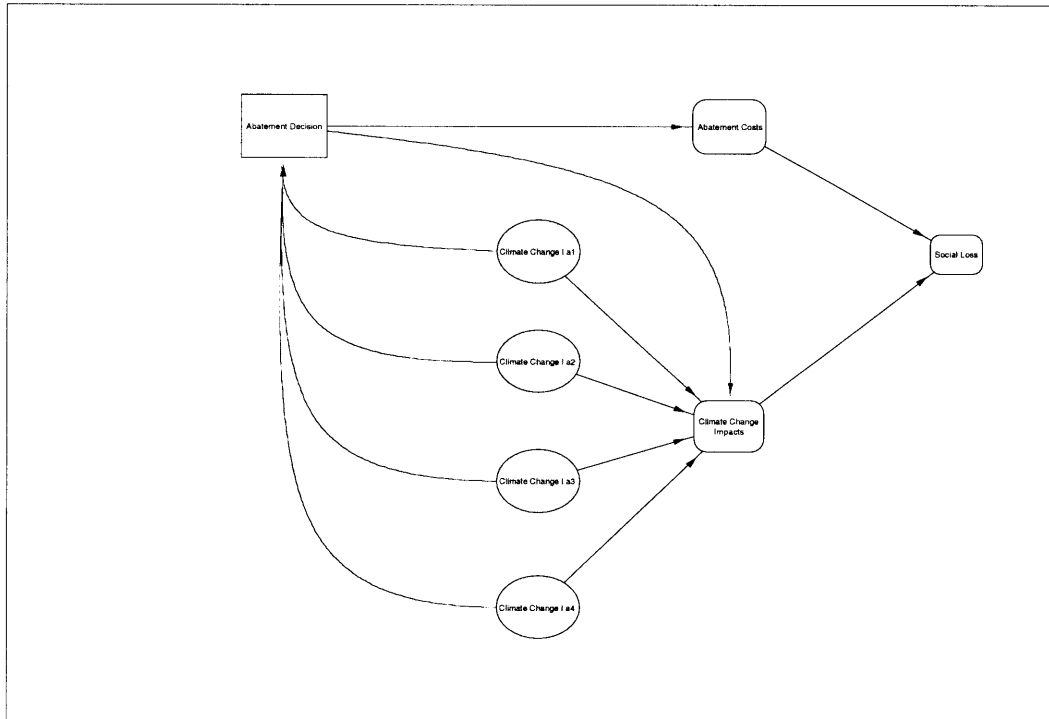 Abatement Decision
Abatement Costs
Climate Change I a1
Social Loss
Climate Change I a2
Climate Change
Impacts
Climate Change I a3
Climate Change I a4